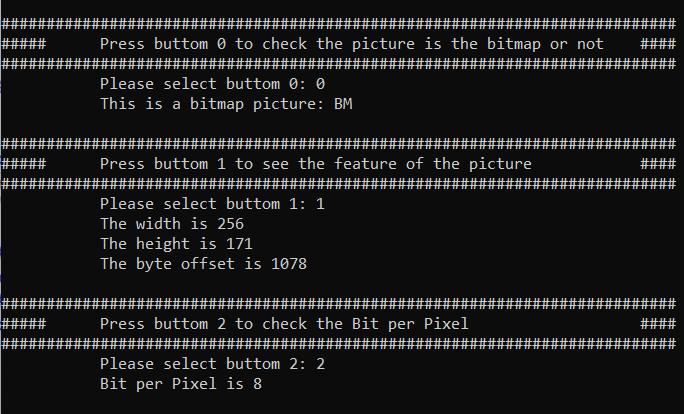 ###########################################################################
#####      Press buttom 0 to check the picture is the bitmap or not    ####
###########################################################################
           Please select buttom 0: 0
           This is a bitmap picture: BM
###########################################################################
#####      Press buttom 1 to see the feature of the picture            ####
###########################################################################
           Please select buttom 1: 1
           The width is 256
           The height is 171
           The byte offset is 1078
###########################################################################
#####      Press buttom 2 to check the Bit per Pixel                   ####
###########################################################################
           Please select buttom 2: 2
           Bit per Pixel is 8